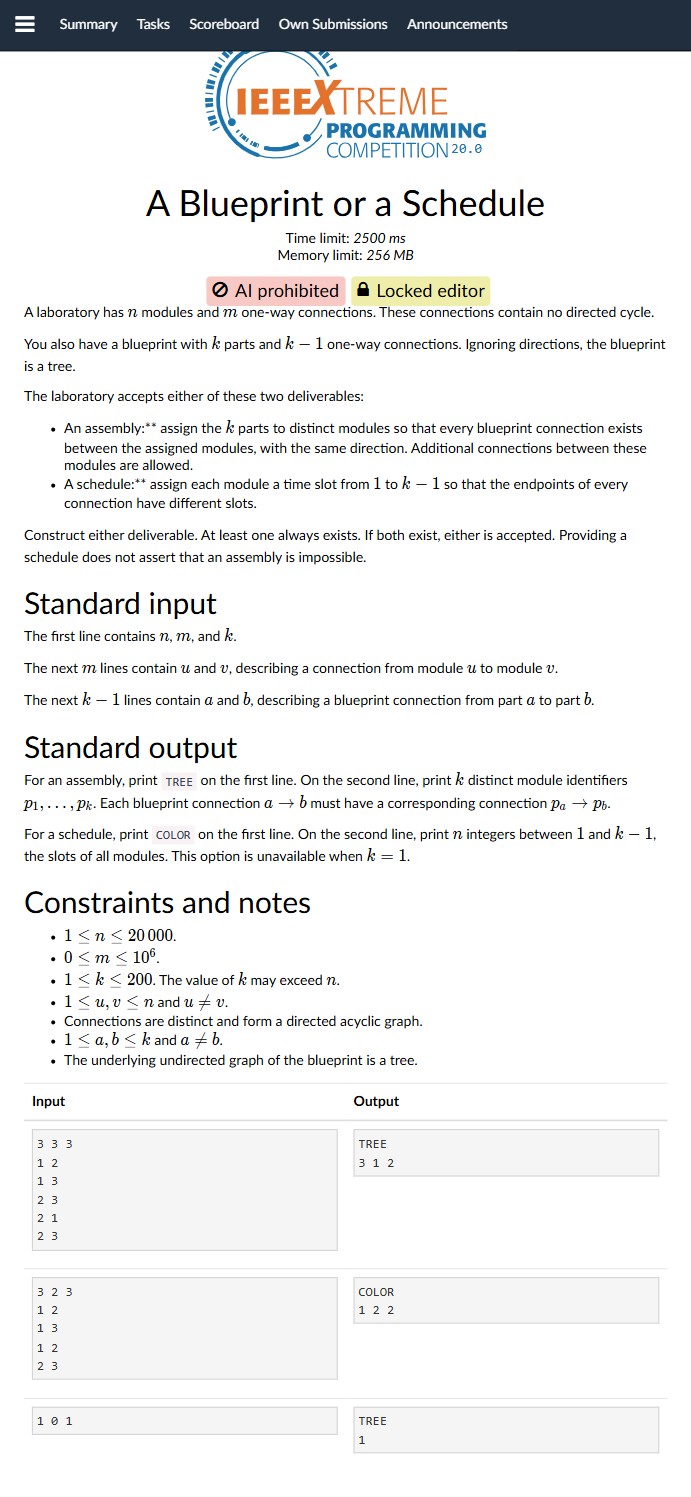 Summary Tasks Scoreboard Own Submissions Announcements
IEEEXTREME
PROGRAMMING
COMPETITION 20.0
A Blueprint or a Schedule
Time limit: 2500 ms
Memory limit: 256 MB
AI prohibited Locked editor
A laboratory has n modules and m one-way connections. These connections contain no directed cycle.
You also have a blueprint with k parts and k − 1 one-way connections. Ignoring directions, the blueprint
is a tree.
The laboratory accepts either of these two deliverables:
• An assembly:** assign the k parts to distinct modules so that every blueprint connection exists
between the assigned modules, with the same direction. Additional connections between these
modules are allowed.
• A schedule:** assign each module a time slot from 1 to k − 1 so that the endpoints of every
connection have different slots.
Construct either deliverable. At least one always exists. If both exist, either is accepted. Providing a
schedule does not assert that an assembly is impossible.
Standard input
The first line contains n, m, and k.
The next m lines contain u and v, describing a connection from module u to module v.
The next k − 1 lines contain a and b, describing a blueprint connection from part a to part b.
Standard output
For an assembly, print TREE on the first line. On the second line, print k distinct module identifiers
p₁, . . . , pₖ. Each blueprint connection a → b must have a corresponding connection pₐ → p_b.
For a schedule, print COLOR on the first line. On the second line, print n integers between 1 and k − 1,
the slots of all modules. This option is unavailable when k = 1.
Constraints and notes
• 1 ≤ n ≤ 20 000.
• 0 ≤ m ≤ 10⁶.
• 1 ≤ k ≤ 200. The value of k may exceed n.
• 1 ≤ u, v ≤ n and u ≠ v.
• Connections are distinct and form a directed acyclic graph.
• 1 ≤ a, b ≤ k and a ≠ b.
• The underlying undirected graph of the blueprint is a tree.
Input Output
3 3 3
1 2
1 3
2 3
2 1
2 3
TREE
3 1 2
3 2 3
1 2
1 3
1 2
2 3
COLOR
1 2 2
1 0 1
TREE
1